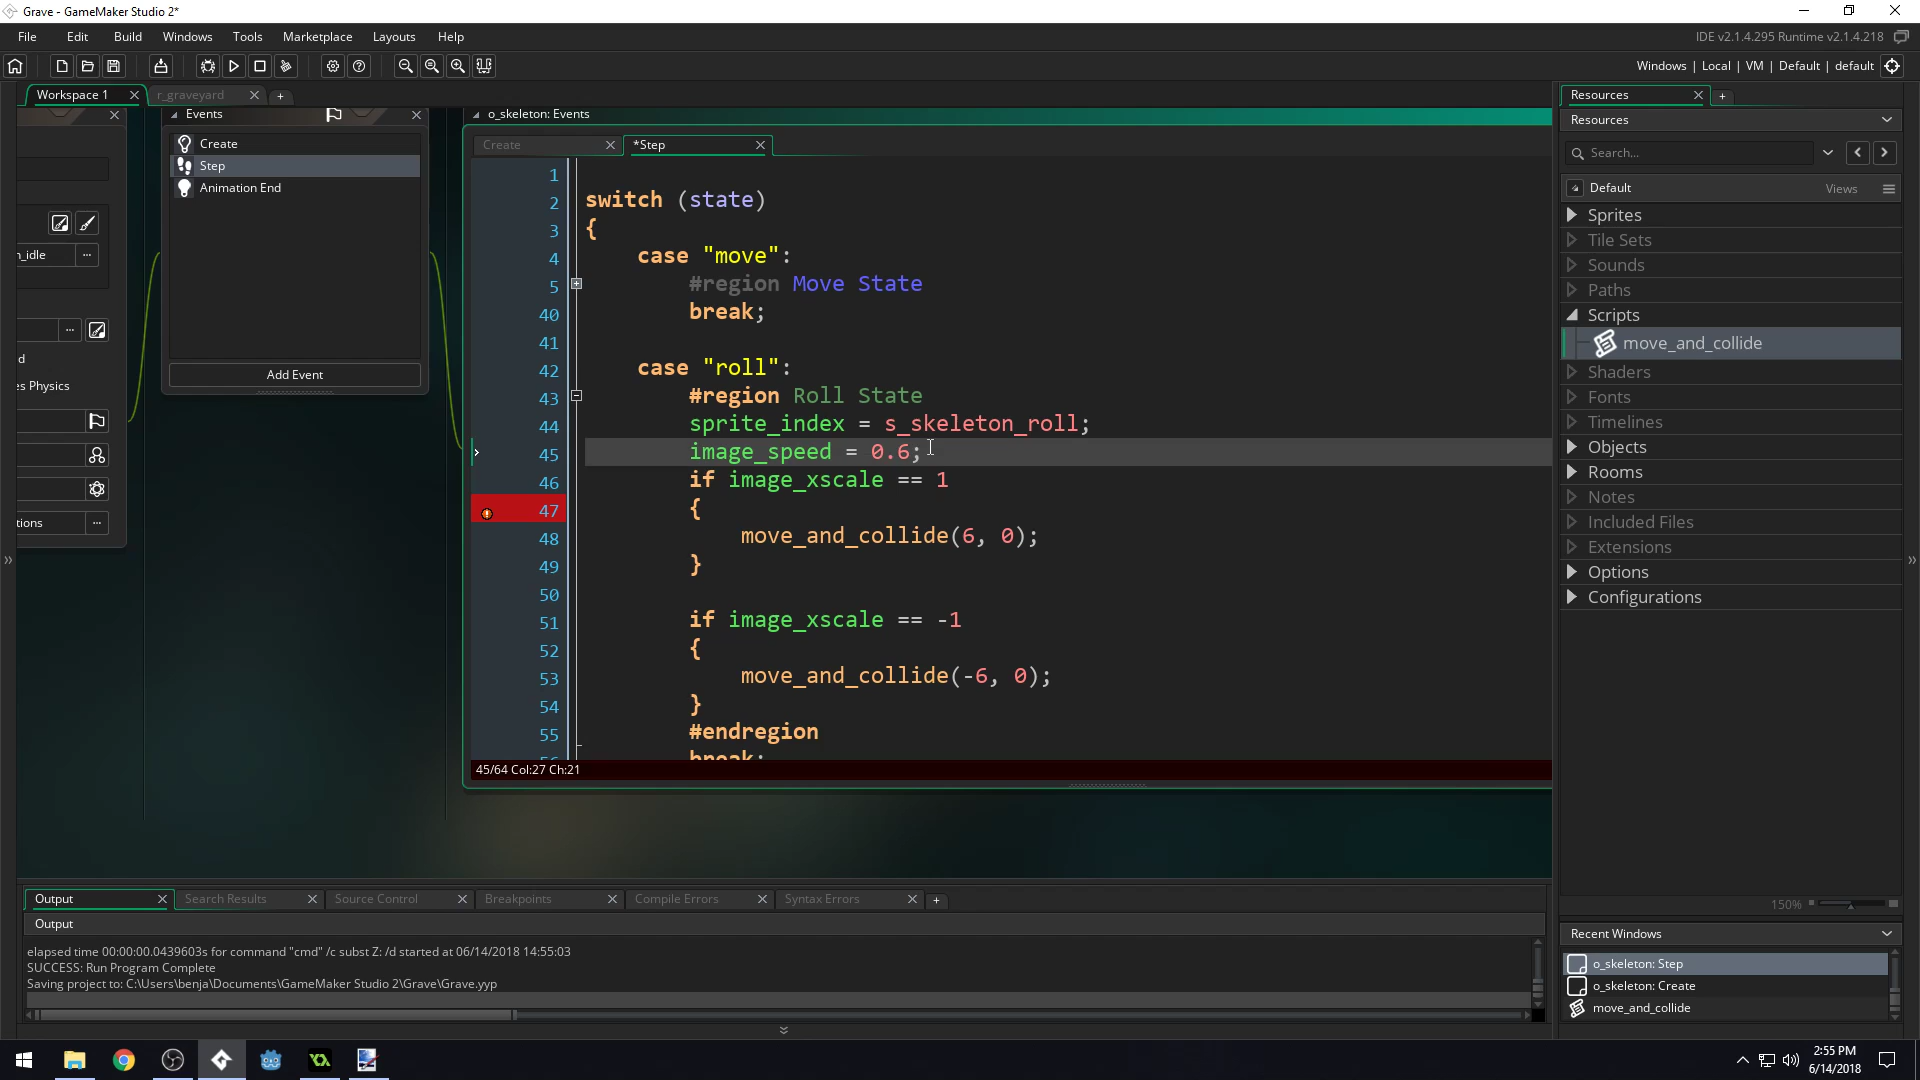 Grave - GameMaker Studio 2*
File Edit Build Windows Tools Marketplace Layouts Help
IDE v2.1.4.295 Runtime v2.1.4.218
Windows | Local | VM | Default | default
Workspace 1
r_graveyard
n_idle
d
es Physics
tions
Events
Create
Step
Animation End
Add Event
o_skeleton: Events
Create
*Step
1
2 switch (state)
3 {
4 case "move":
5 #region Move State
40 break;
41
42 case "roll":
43 #region Roll State
44 sprite_index = s_skeleton_roll;
45 image_speed = 0.6;
46 if image_xscale == 1
47 {
48 move_and_collide(6, 0);
49 }
50
51 if image_xscale == -1
52 {
53 move_and_collide(-6, 0);
54 }
55 #endregion
56 break;
45/64 Col:27 Ch:21
Resources
Resources
Search...
Default
Views
Sprites
Tile Sets
Sounds
Paths
Scripts
move_and_collide
Shaders
Fonts
Timelines
Objects
Rooms
Notes
Included Files
Extensions
Options
Configurations
150%
Recent Windows
o_skeleton: Step
o_skeleton: Create
move_and_collide
Output
Search Results
Source Control
Breakpoints
Compile Errors
Syntax Errors
Output
elapsed time 00:00:00.0439603s for command "cmd" /c subst Z: /d started at 06/14/2018 14:55:03
SUCCESS: Run Program Complete
Saving project to: C:\Users\benja\Documents\GameMaker Studio 2\Grave\Grave.yyp
2:55 PM
6/14/2018